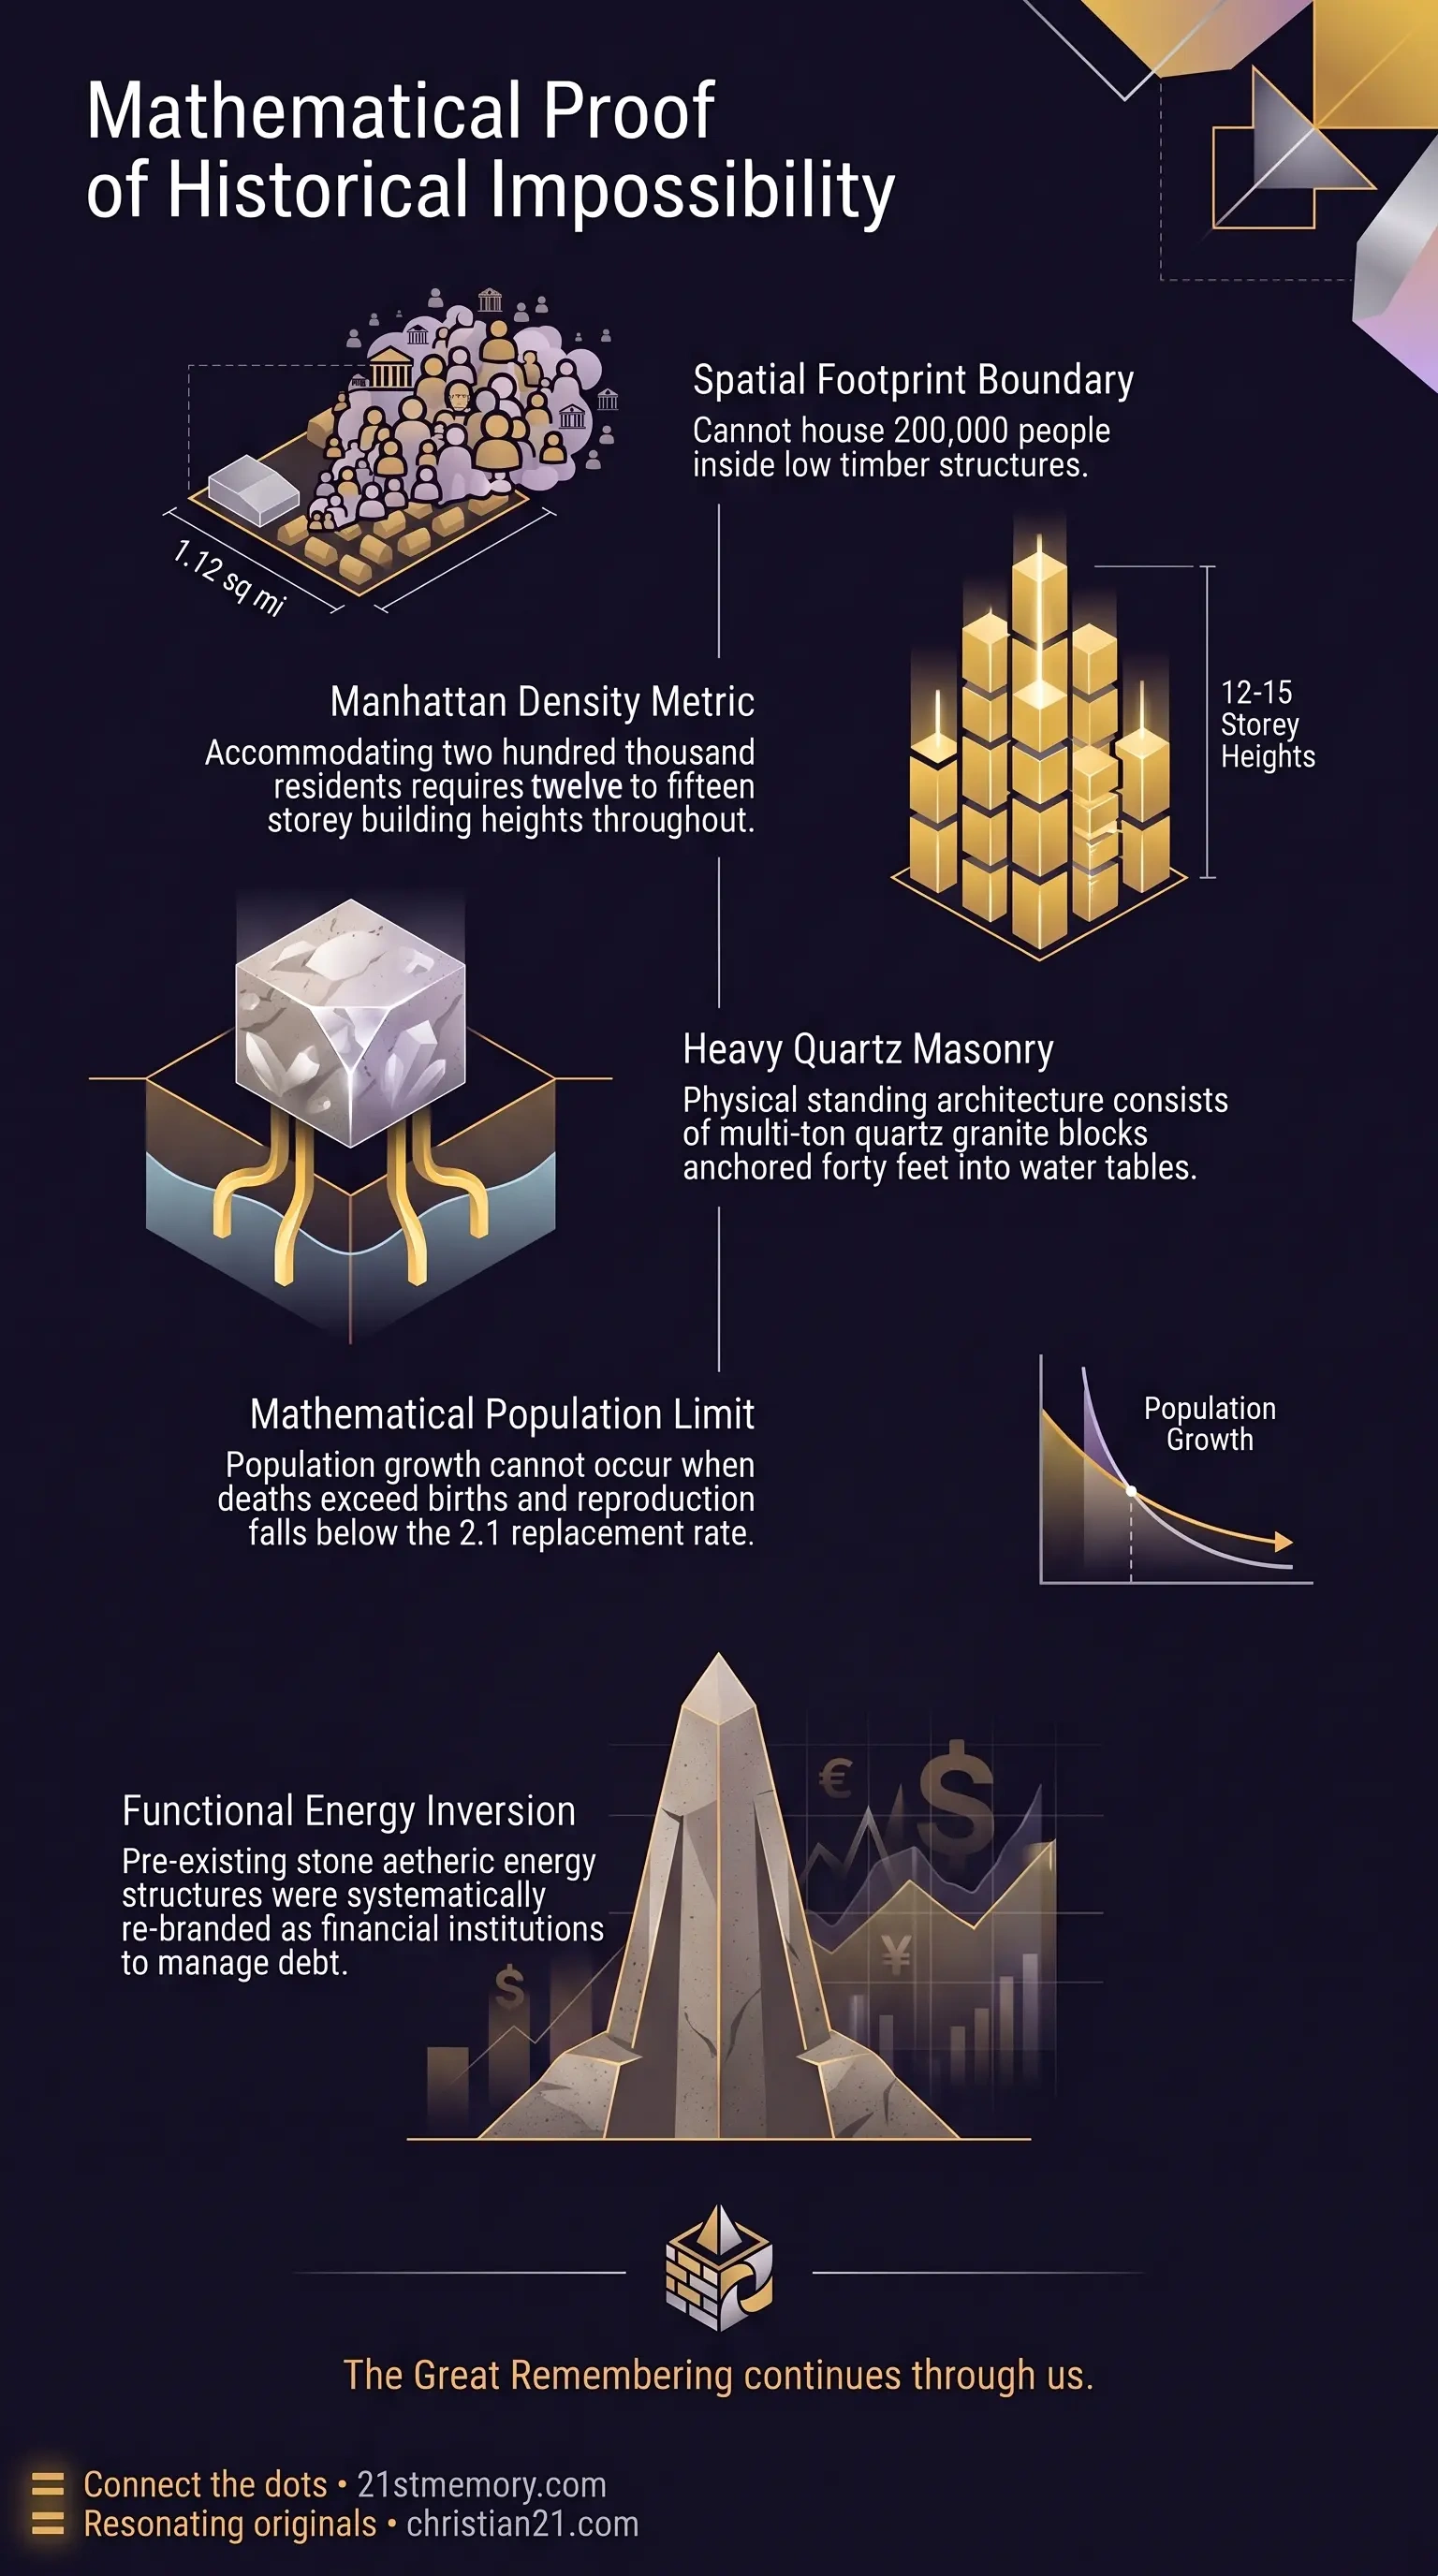 Mathematical Proof
of Historical Impossibility
1.12 sq mi
Spatial Footprint Boundary
Cannot house 200,000 people
inside low timber structures.
Manhattan Density Metric
Accommodating two hundred thousand
residents requires twelve to fifteen
storey building heights throughout.
12-15
Storey
Heights
Heavy Quartz Masonry
Physical standing architecture consists
of multi-ton quartz granite blocks
anchored forty feet into water tables.
Mathematical Population Limit
Population growth cannot occur when
deaths exceed births and reproduction
falls below the 2.1 replacement rate.
Population
Growth
Functional Energy Inversion
Pre-existing stone aetheric energy
structures were systematically
re-branded as financial institutions
to manage debt.
€
$
¥
$
The Great Remembering continues through us.
Connect the dots • 21stmemory.com
Resonating originals • christian21.com